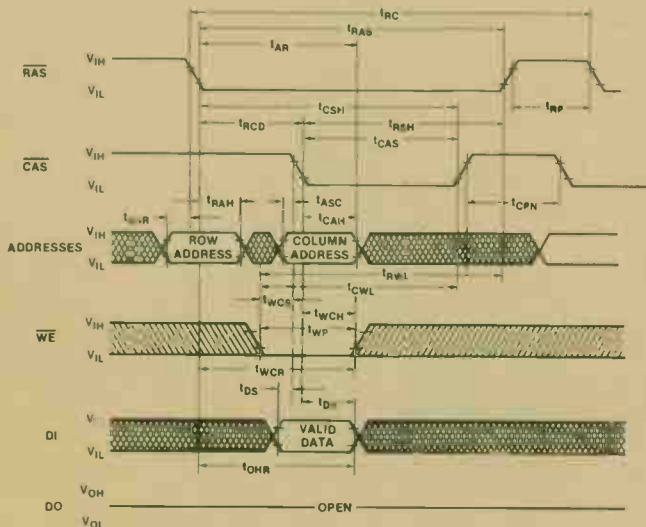 tRC
tRAS
tAR
RAS
VIH
VIL
tRP
tCSH
tRCD
tRSH
tCAS
CAS
VIH
VIL
tCPN
tRAH
tASC
tCAH
ADDRESSES
VIH
VIL
ROW ADDRESS
COLUMN ADDRESS
tRWL
tCWL
tWCS
tWCH
WE
VIH
VIL
tWP
tWCR
tDS
DI
VIL
VALID DATA
tDHR
DO
VOH
VOL
OPEN